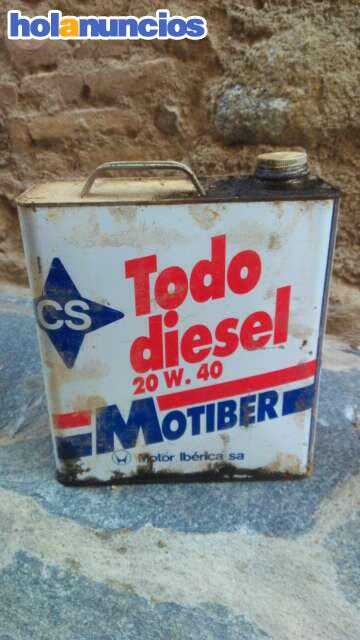 holanuncios
CS
Todo
diesel
20 W. 40
MOTIBER
Motor Ibérica sa